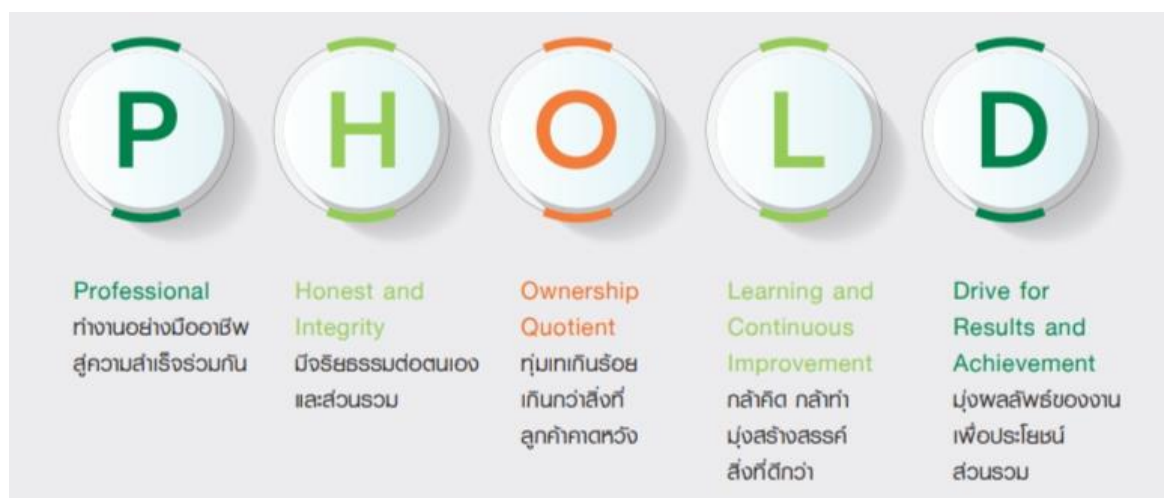 P
H
O
L
D
Professional
ทำงานอย่างมืออาชีพ
สู่ความสำเร็จร่วมกัน
Honest and
Integrity
มีจริยธรรมต่อตนเอง
และส่วนรวม
Ownership
Quotient
ทุ่มเทเกินร้อย
เกินกว่าสิ่งที่
ลูกค้าคาดหวัง
Learning and
Continuous
Improvement
กล้าคิด กล้าทำ
มุ่งสร้างสรรค์
สิ่งที่ดีกว่า
Drive for
Results and
Achievement
มุ่งผลลัพธ์ของงาน
เพื่อประโยชน์
ส่วนรวม